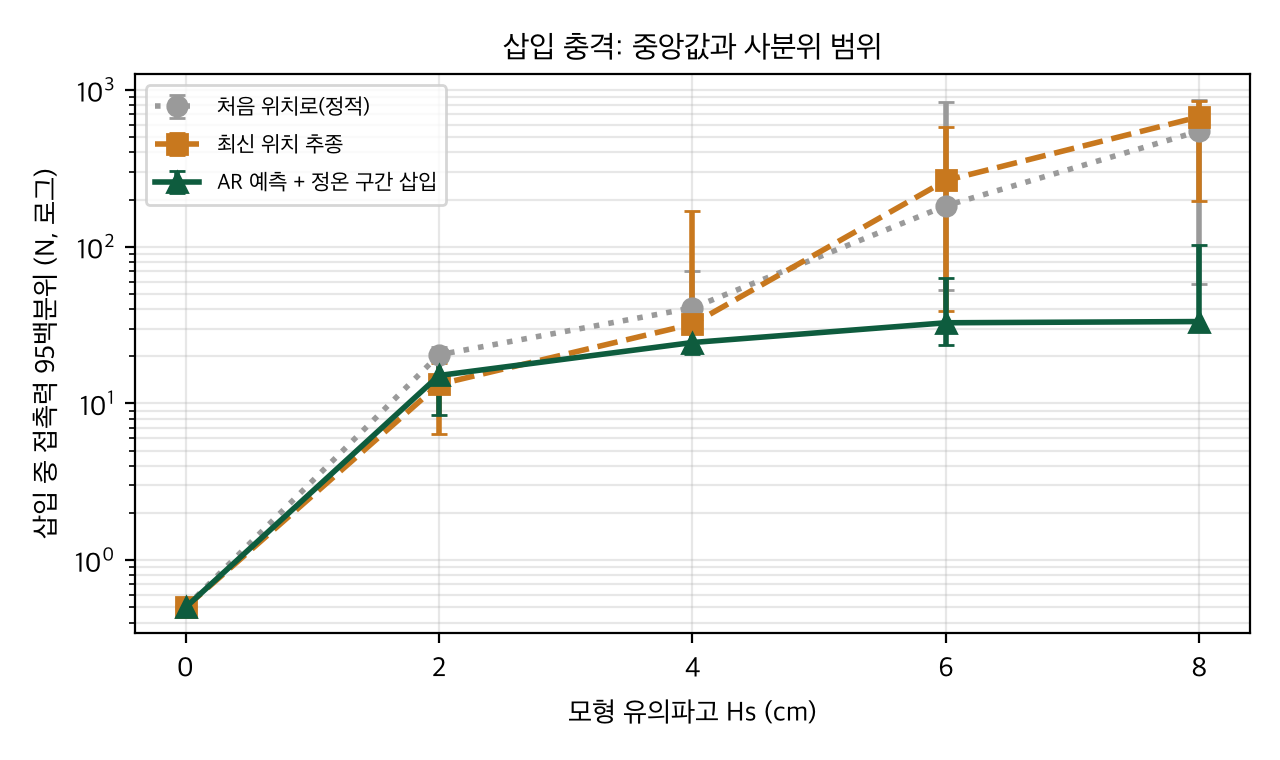 삽입 충격: 중앙값과 사분위 범위
처음 위치로(정적)
최신 위치 추종
AR 예측 + 정온 구간 삽입
삽입 중 접촉력 95백분위 (N, 로그)
10³
10²
10¹
10⁰
0 2 4 6 8
모형 유의파고 Hs (cm)